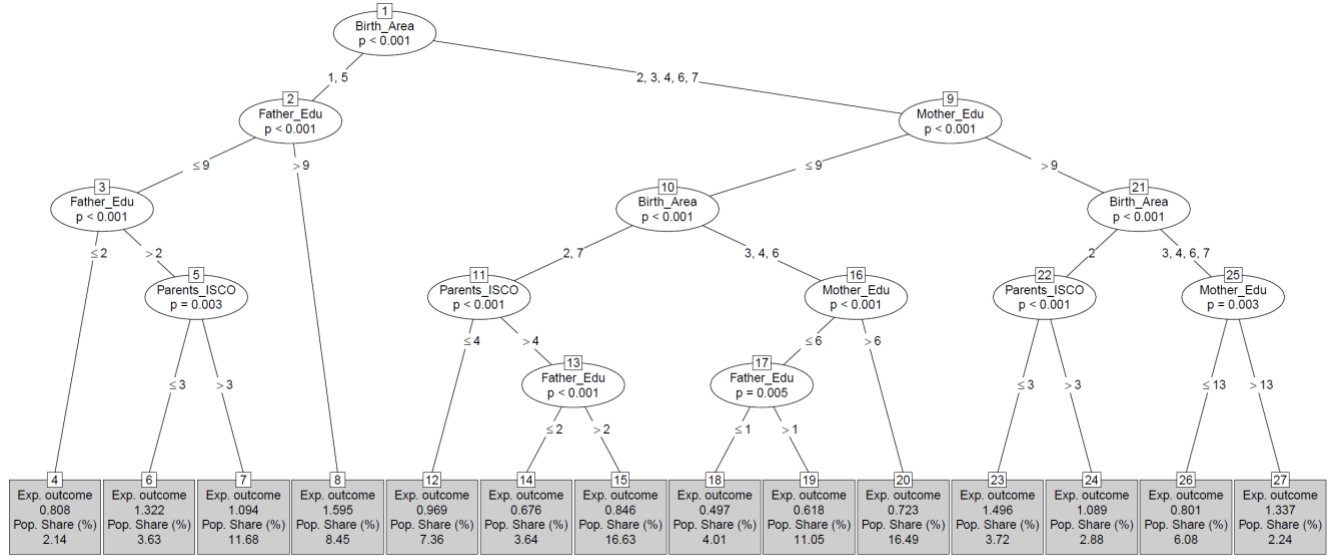 1
Birth_Area
p < 0.001
1, 5
2, 3, 4, 6, 7
2
Father_Edu
p < 0.001
9
Mother_Edu
p < 0.001
≤ 9
> 9
≤ 9
> 9
3
Father_Edu
p < 0.001
10
Birth_Area
p < 0.001
21
Birth_Area
p < 0.001
≤ 2
> 2
2, 7
3, 4, 6
2
3, 4, 6, 7
5
Parents_ISCO
p = 0.003
11
Parents_ISCO
p < 0.001
16
Mother_Edu
p < 0.001
22
Parents_ISCO
p < 0.001
25
Mother_Edu
p = 0.003
≤ 3
> 3
≤ 4
> 4
≤ 6
> 6
≤ 3
> 3
≤ 13
> 13
13
Father_Edu
p < 0.001
17
Father_Edu
p = 0.005
≤ 2
> 2
≤ 1
> 1
4
Exp. outcome
0.808
Pop. Share (%)
2.14
6
Exp. outcome
1.322
Pop. Share (%)
3.63
7
Exp. outcome
1.094
Pop. Share (%)
11.68
8
Exp. outcome
1.595
Pop. Share (%)
8.45
12
Exp. outcome
0.969
Pop. Share (%)
7.36
14
Exp. outcome
0.676
Pop. Share (%)
3.64
15
Exp. outcome
0.846
Pop. Share (%)
16.63
18
Exp. outcome
0.497
Pop. Share (%)
4.01
19
Exp. outcome
0.618
Pop. Share (%)
11.05
20
Exp. outcome
0.723
Pop. Share (%)
16.49
23
Exp. outcome
1.496
Pop. Share (%)
3.72
24
Exp. outcome
1.089
Pop. Share (%)
2.88
26
Exp. outcome
0.801
Pop. Share (%)
6.08
27
Exp. outcome
1.337
Pop. Share (%)
2.24